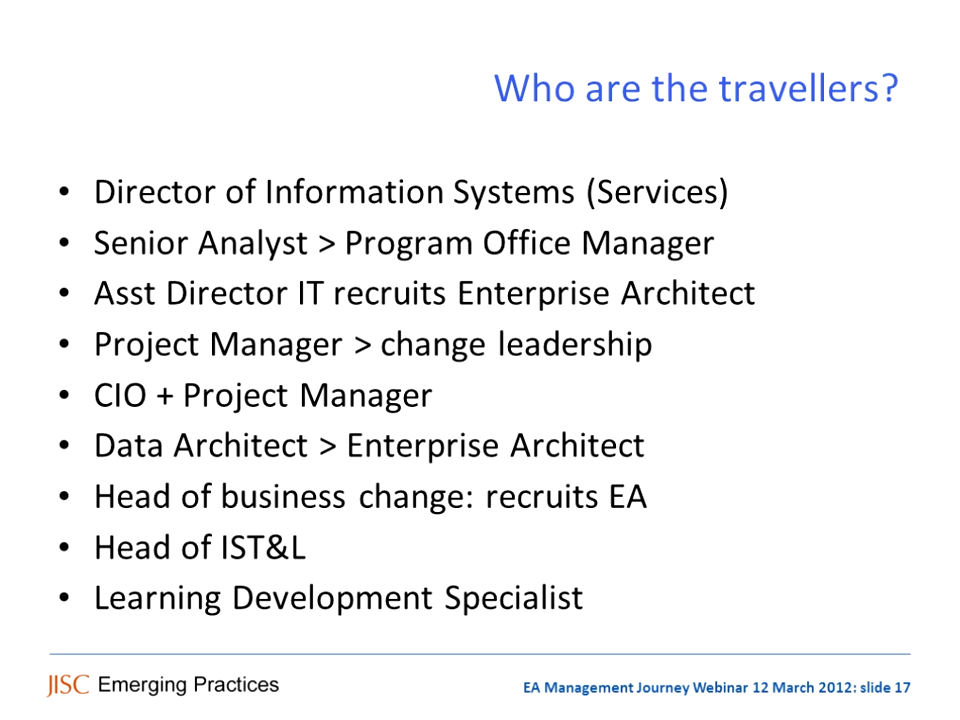 Who are the travellers?
• Director of Information Systems (Services)
• Senior Analyst > Program Office Manager
• Asst Director IT recruits Enterprise Architect
• Project Manager > change leadership
• CIO + Project Manager
• Data Architect > Enterprise Architect
• Head of business change: recruits EA
• Head of IST&L
• Learning Development Specialist
JISC Emerging Practices
EA Management Journey Webinar 12 March 2012: slide 17